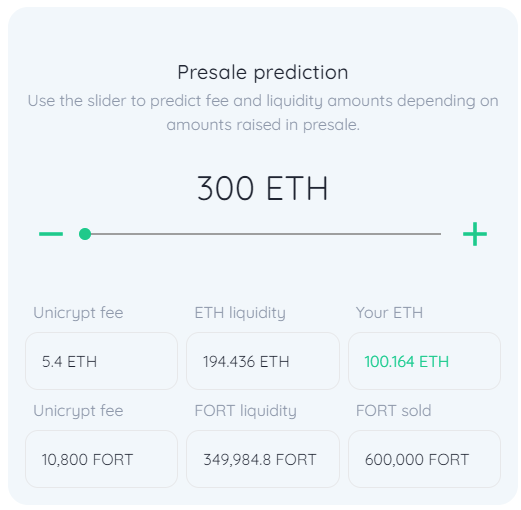 Presale prediction
Use the slider to predict fee and liquidity amounts depending on
amounts raised in presale.
300 ETH
Unicrypt fee
ETH liquidity
Your ETH
5.4 ETH
194.436 ETH
100.164 ETH
Unicrypt fee
FORT liquidity
FORT sold
10,800 FORT
349,984.8 FORT
600,000 FORT